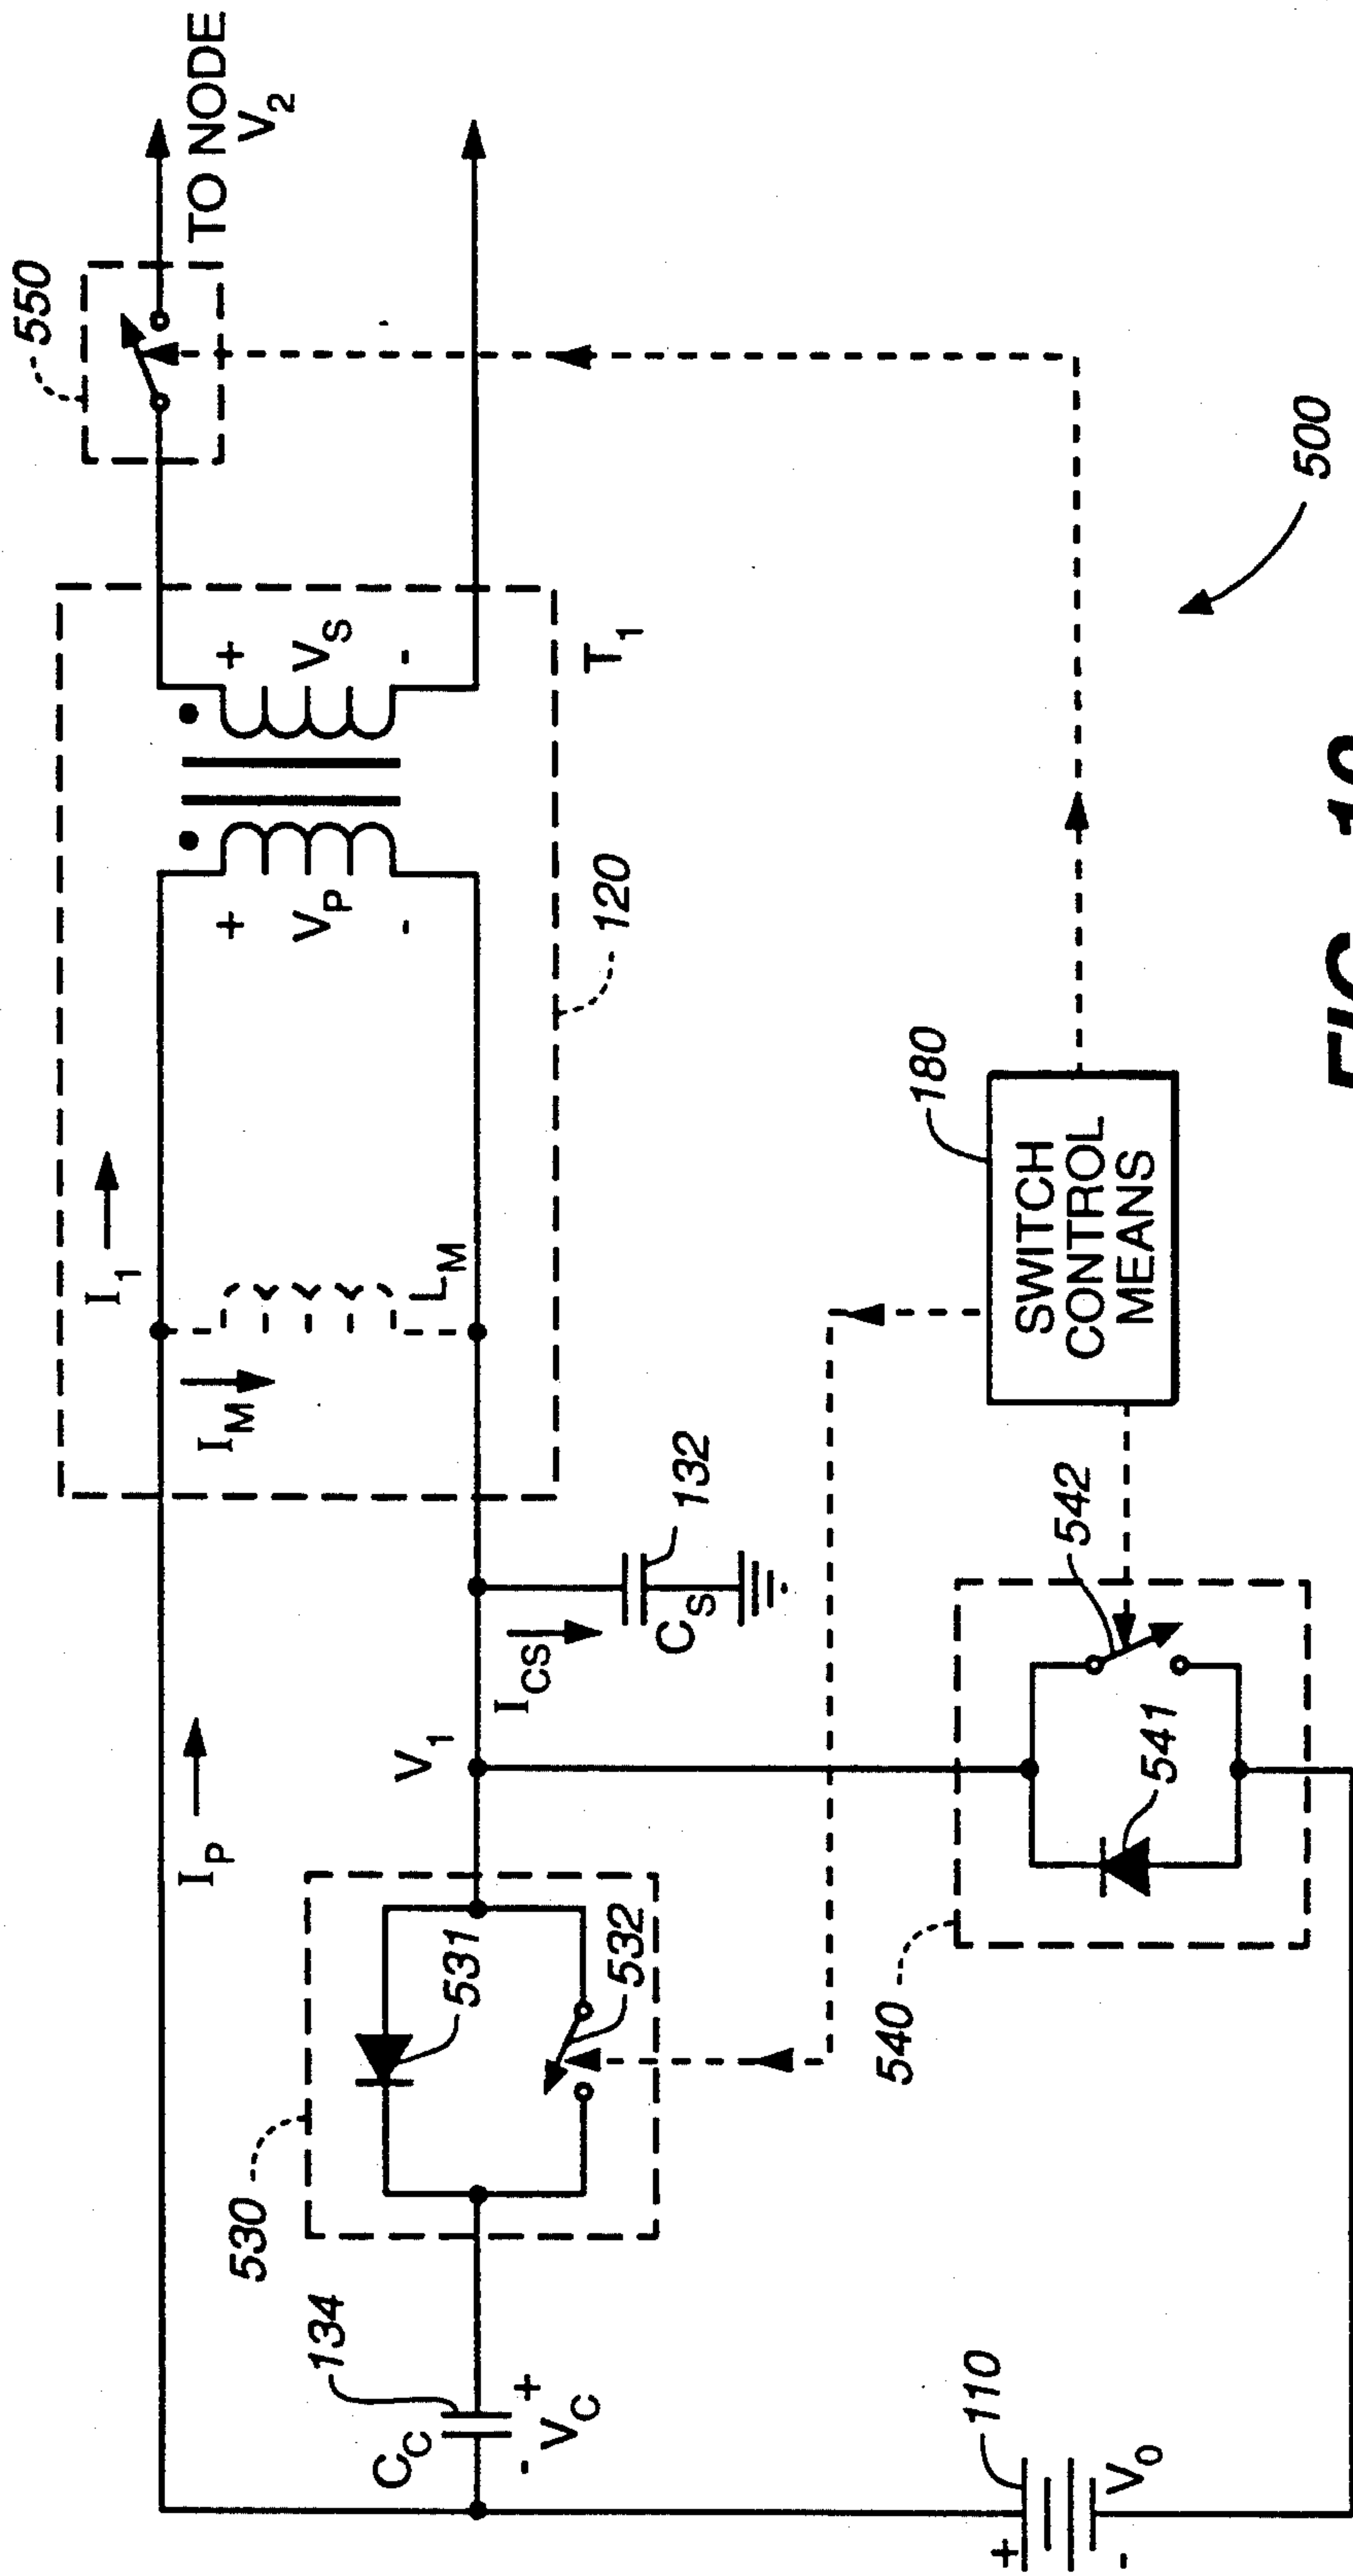 550
TO NODE
V2
I1
IM
LM
+
VP
-
+
VS
-
T1
120
IP
V1
ICS
CS
132
530
531
532
134
CC
- VC +
110
+
V0
-
540
541
542
180
SWITCH
CONTROL
MEANS
500